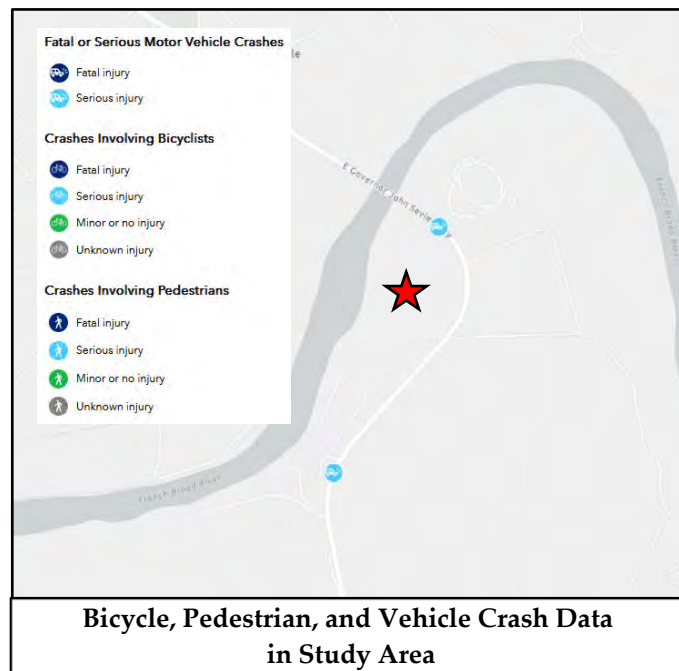 Fatal or Serious Motor Vehicle Crashes
le
Fatal injury
Serious injury
Crashes Involving Bicyclists
Fatal injury
Serious injury
Minor or no injury
Unknown injury
Crashes Involving Pedestrians
Fatal injury
Serious injury
Minor or no injury
Unknown injury
E Governor John Sevie
French Broad River
French Broad River
Bicycle, Pedestrian, and Vehicle Crash Data
in Study Area